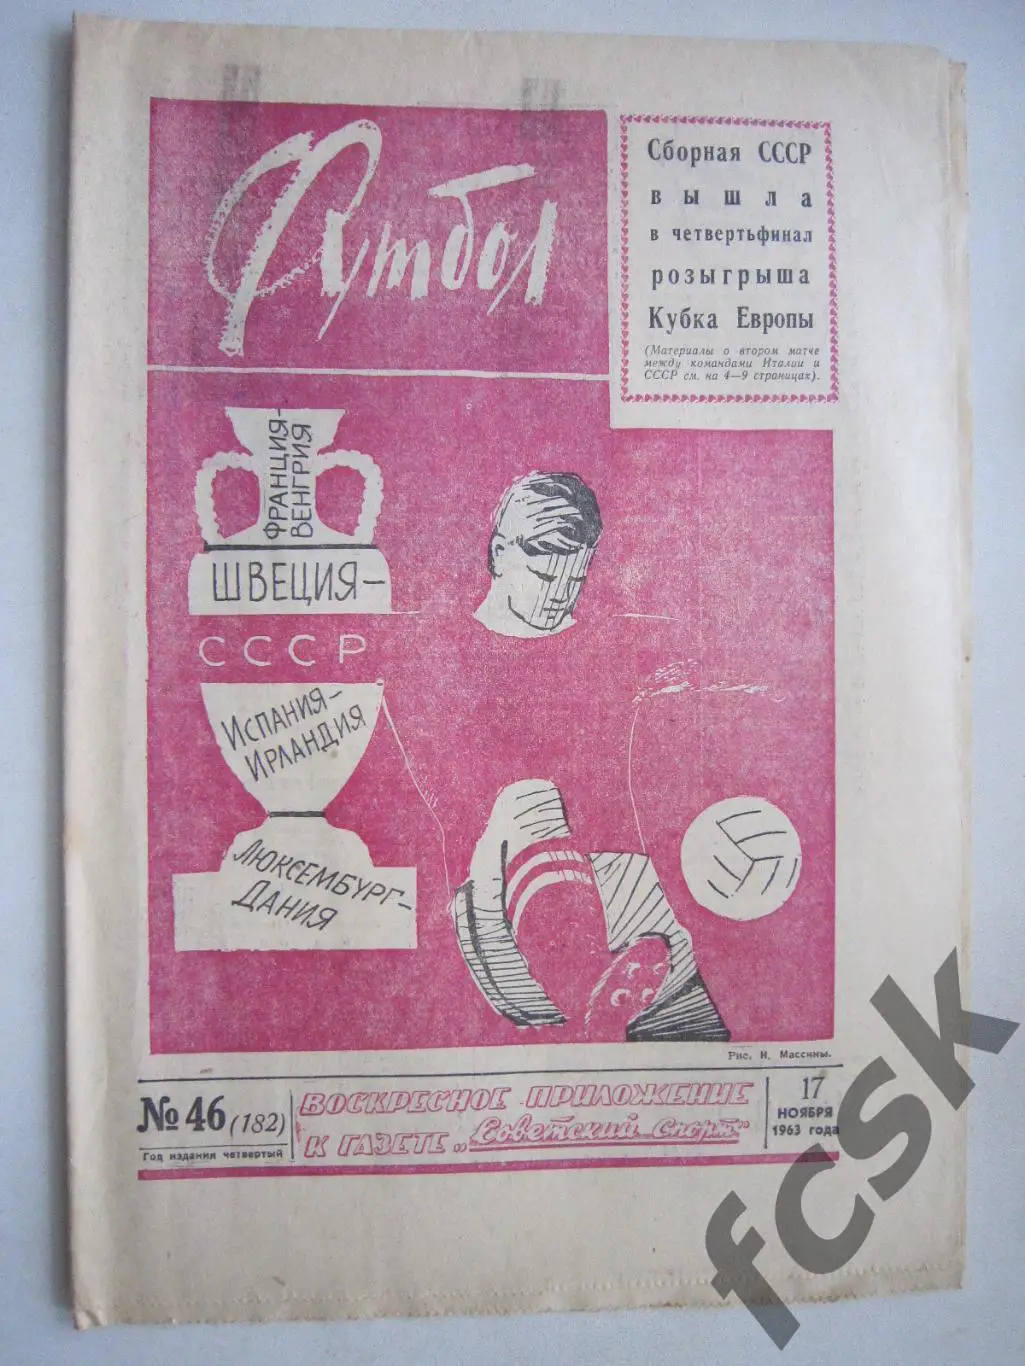 Футбол
Сборная СССР
вышла
в четвертьфинал
розыгрыша
Кубка Европы
(Материалы о втором матче
между командами Италии и
СССР см. на 4—9 страницах).
ФРАНЦИЯ-
ВЕНГРИЯ
ШВЕЦИЯ-
СССР
ИСПАНИЯ-
ИРЛАНДИЯ
ЛЮКСЕМБУРГ-
ДАНИЯ
Рис. Н. Массины.
№ 46 (182)
Год издания четвертый
ВОСКРЕСНОЕ ПРИЛОЖЕНИЕ
К ГАЗЕТЕ „Советский Спорт"
17
НОЯБРЯ
1963 года
fcsk